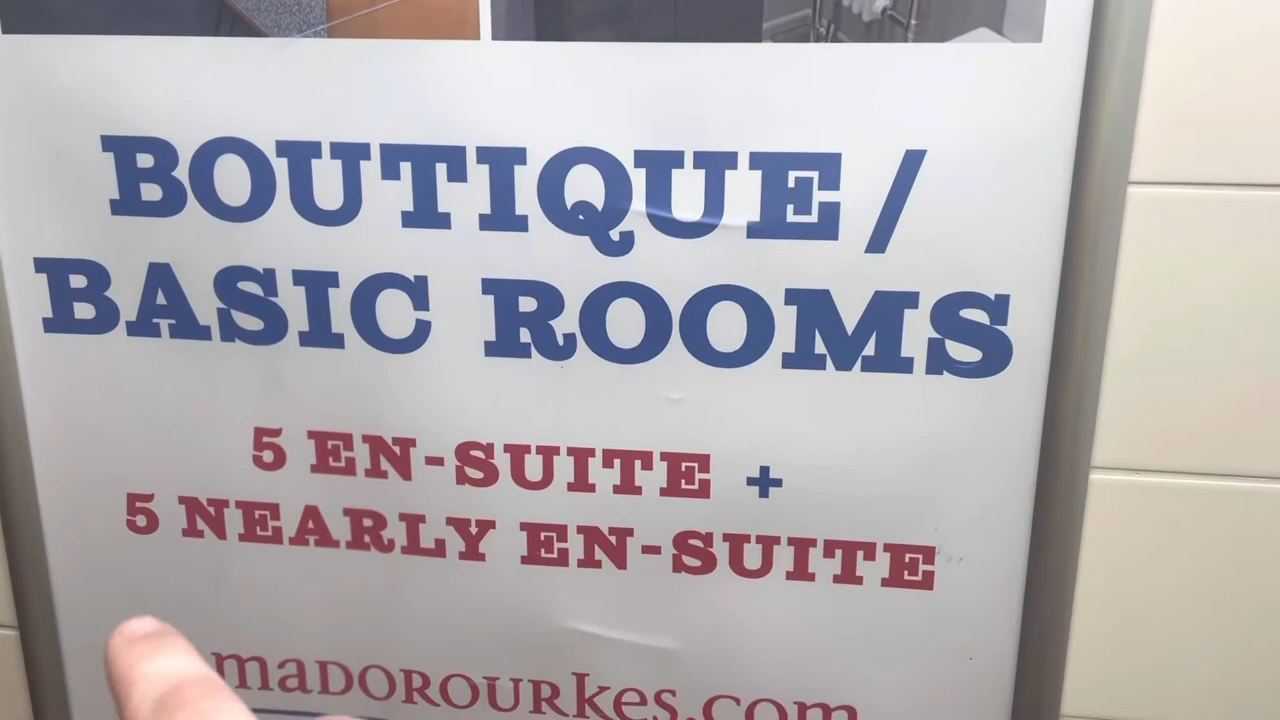 BOUTIQUE /
BASIC ROOMS
5 EN-SUITE +
5 NEARLY EN-SUITE
madorourkes.com